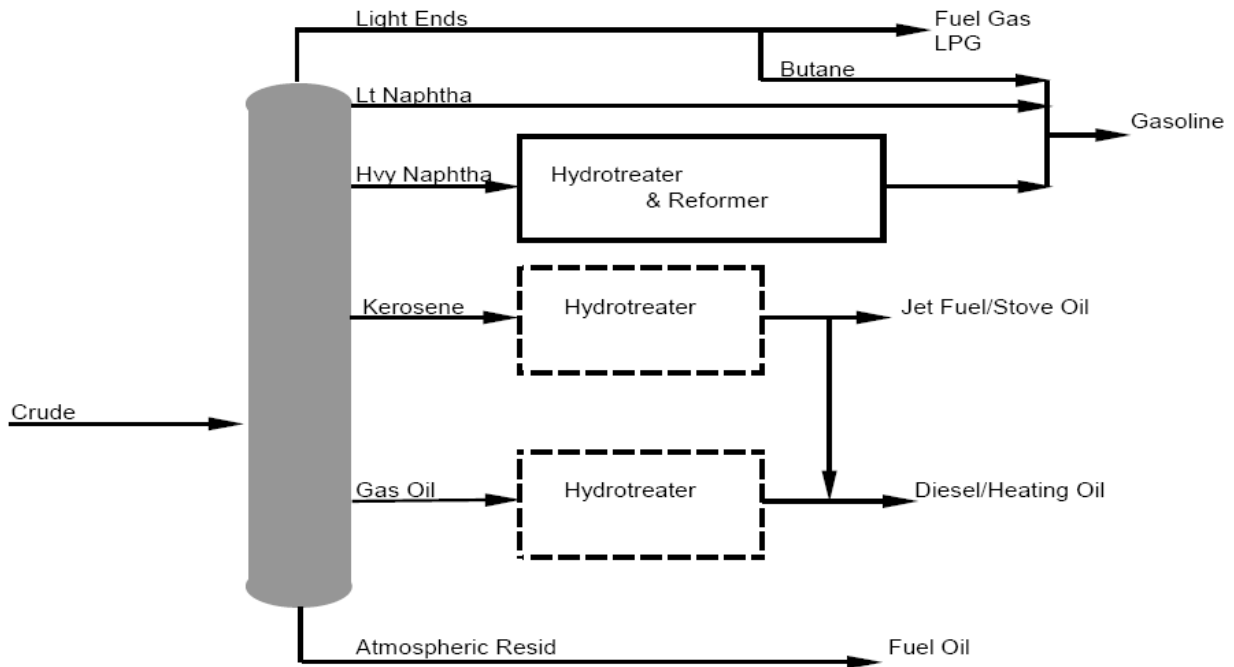 Light Ends
Fuel Gas
LPG
Butane
Lt Naphtha
Gasoline
Hvy Naphtha
Hydrotreater
& Reformer
Kerosene
Hydrotreater
Jet Fuel/Stove Oil
Crude
Gas Oil
Hydrotreater
Diesel/Heating Oil
Atmospheric Resid
Fuel Oil